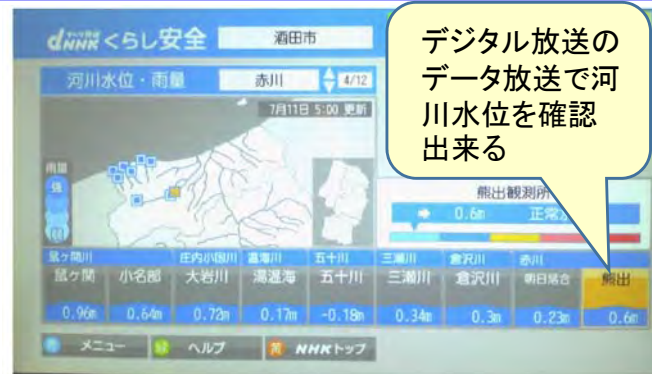 dNHK くらし安全 酒田市
河川水位・雨量 赤川 4/12
7月11日 5:00 更新
雨量
強
デジタル放送の
データ放送で河
川水位を確認
出来る
熊出観測所
0.6m 正常
鼠ヶ関川 庄内小国川 温海川 五十川 三瀬川 倉沢川 赤川
鼠ヶ関 小名部 大岩川 湯温海 五十川 三瀬川 倉沢川 朝日落合 熊出
0.96m 0.64m 0.72m 0.17m -0.18m 0.34m 0.3m 0.23m 0.6m
青 メニュー 緑 ヘルプ 黄 NHKトップ